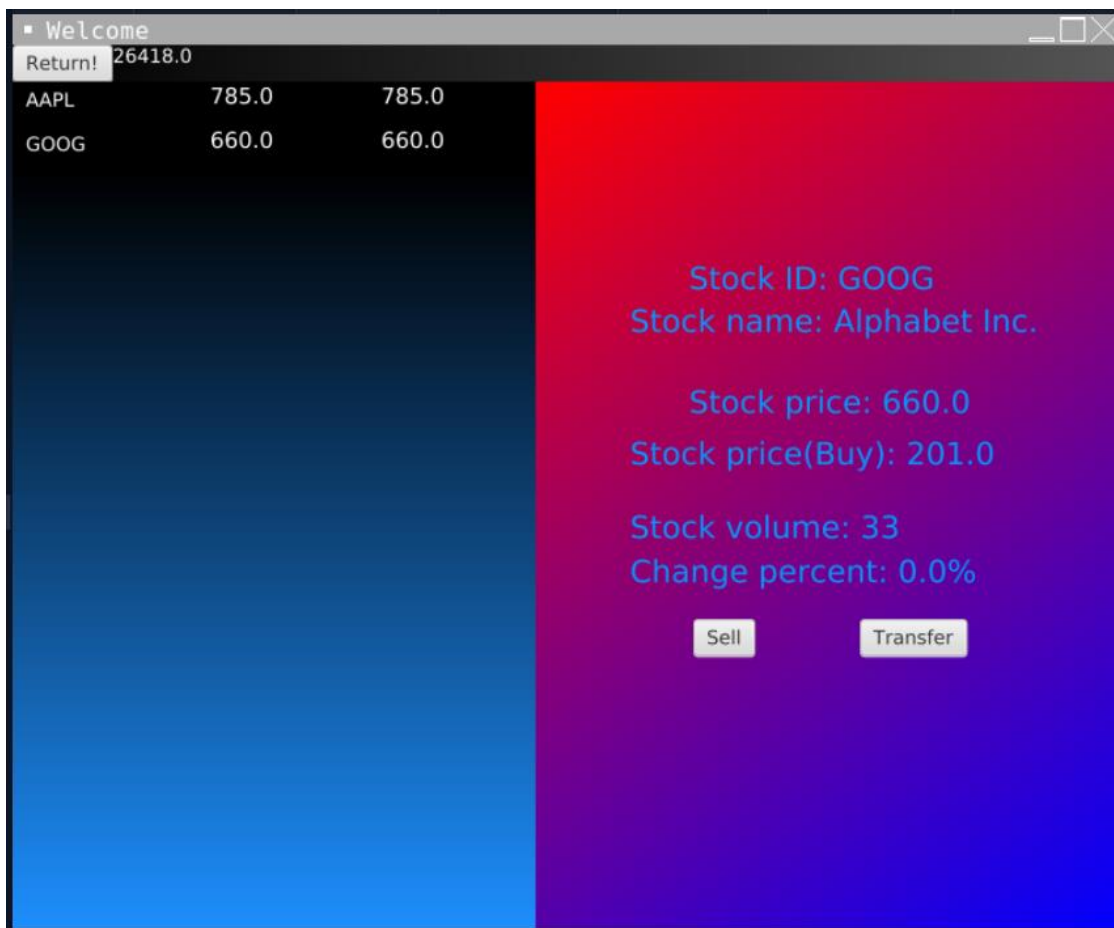 Welcome
Return! 26418.0
AAPL 785.0 785.0
GOOG 660.0 660.0
Stock ID: GOOG
Stock name: Alphabet Inc.
Stock price: 660.0
Stock price(Buy): 201.0
Stock volume: 33
Change percent: 0.0%
Sell Transfer